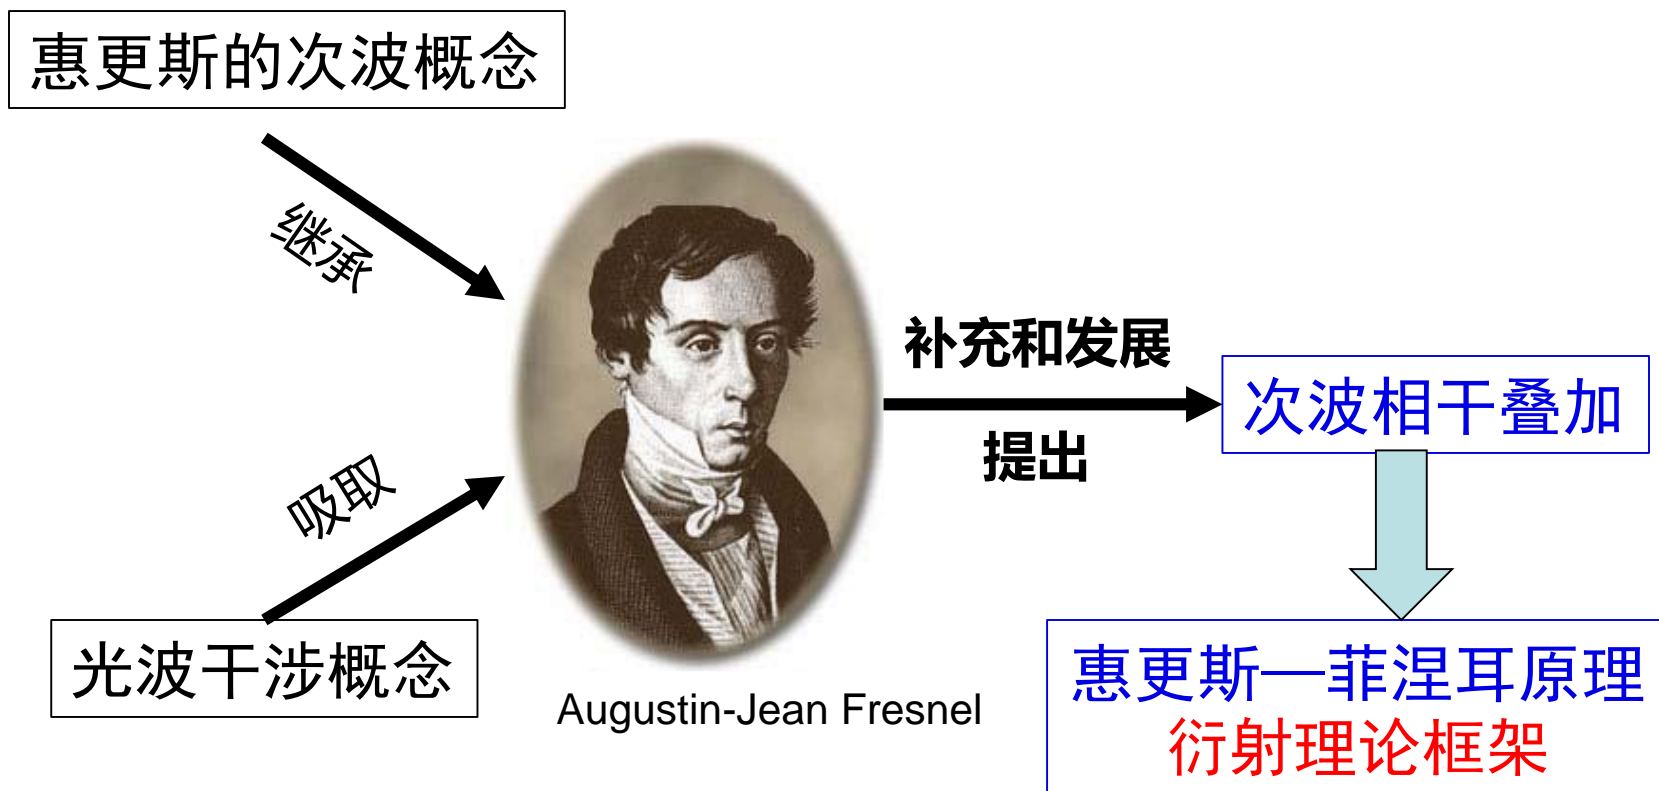 惠更斯的次波概念
继承
补充和发展
次波相干叠加
提出
吸取
光波干涉概念
Augustin-Jean Fresnel
惠更斯—菲涅耳原理
衍射理论框架